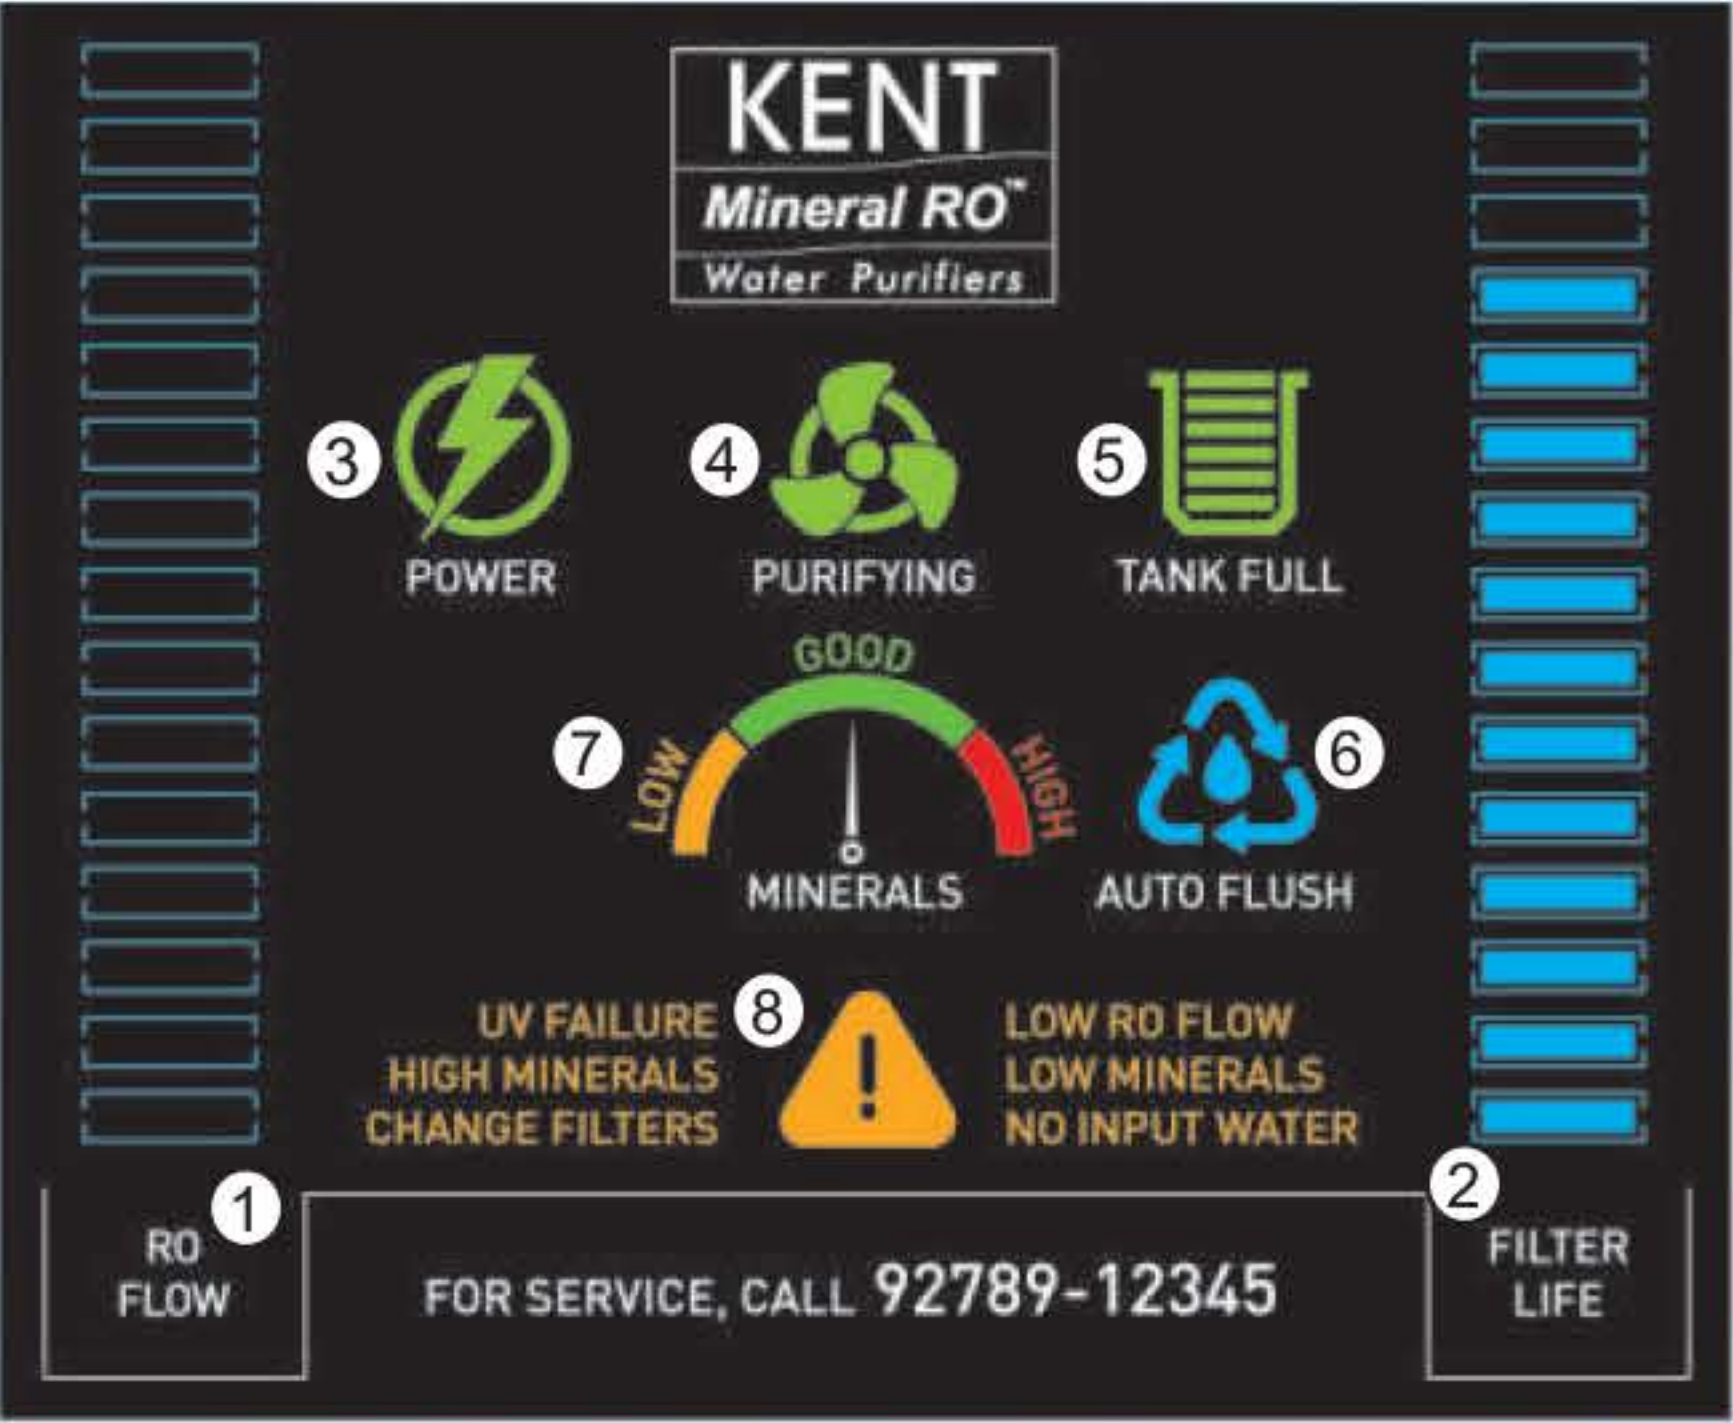 KENT
Mineral RO™
Water Purifiers
3
POWER
4
PURIFYING
5
TANK FULL
7
LOW
GOOD
HIGH
MINERALS
6
AUTO FLUSH
UV FAILURE
HIGH MINERALS
CHANGE FILTERS
8
!
LOW RO FLOW
LOW MINERALS
NO INPUT WATER
1
RO
FLOW
FOR SERVICE, CALL 92789-12345
2
FILTER
LIFE